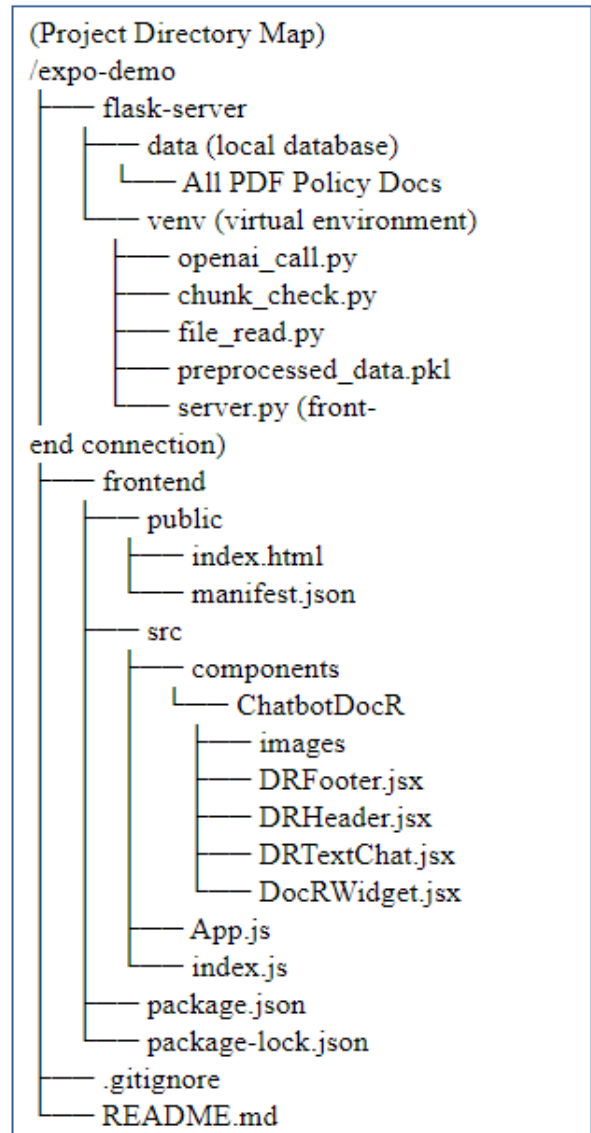 (Project Directory Map)
/expo-demo
├── flask-server
│   ├── data (local database)
│   │   └── All PDF Policy Docs
│   └── venv (virtual environment)
│       ├── openai_call.py
│       ├── chunk_check.py
│       ├── file_read.py
│       ├── preprocessed_data.pkl
│       └── server.py (front-
end connection)
├── frontend
│   ├── public
│   │   ├── index.html
│   │   └── manifest.json
│   ├── src
│   │   ├── components
│   │   │   └── ChatbotDocR
│   │   │       ├── images
│   │   │       ├── DRFooter.jsx
│   │   │       ├── DRHeader.jsx
│   │   │       ├── DRTextChat.jsx
│   │   │       └── DocRWidget.jsx
│   │   ├── App.js
│   │   └── index.js
│   ├── package.json
│   └── package-lock.json
├── .gitignore
└── README.md